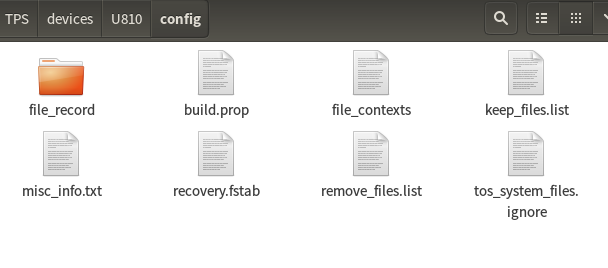 TPS devices U810 config
file_record build.prop file_contexts keep_files.list
misc_info.txt recovery.fstab remove_files.list tos_system_files.
ignore